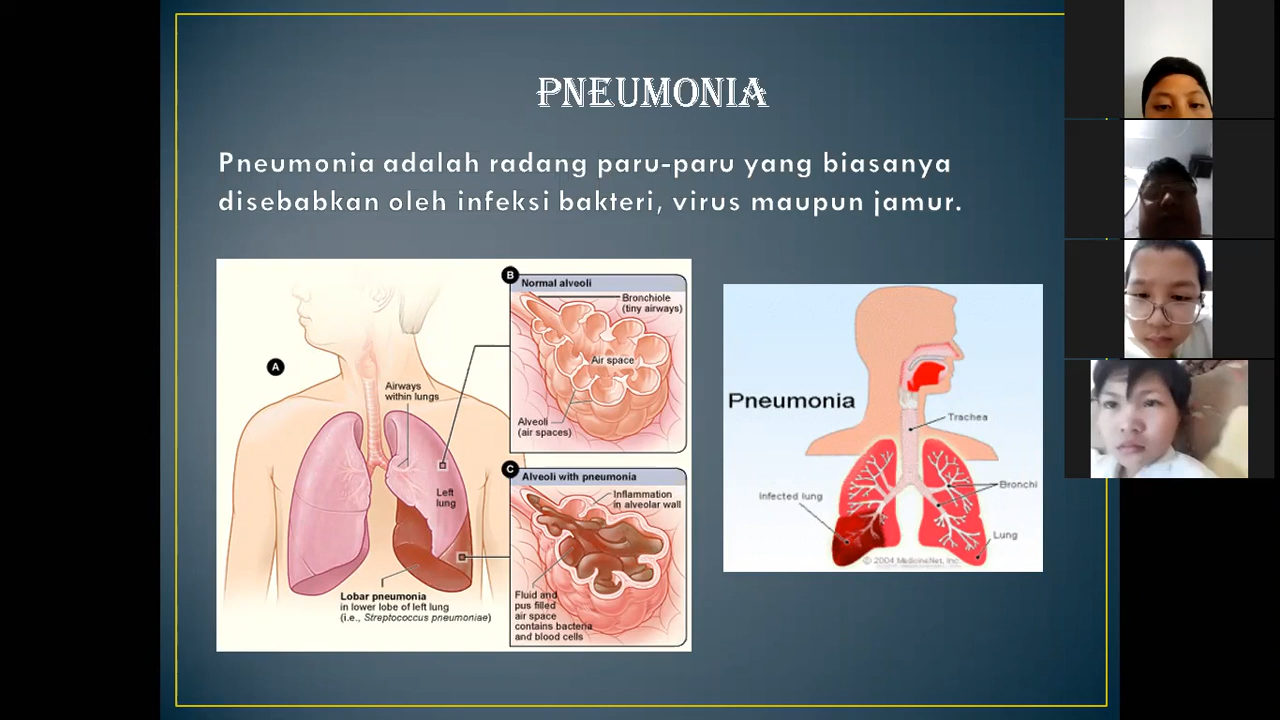 PNEUMONIA
Pneumonia adalah radang paru-paru yang biasanya
disebabkan oleh infeksi bakteri, virus maupun jamur.
A
Airways
within lungs
Left
lung
Lobar pneumonia
in lower lobe of left lung
(i.e., Streptococcus pneumoniae)
B
Normal alveoli
Bronchiole
(tiny airways)
Air space
Alveoli
(air spaces)
C
Alveoli with pneumonia
Inflammation
in alveolar wall
Fluid and
pus filled
air space
contains bacteria
and blood cells
Pneumonia
Trachea
Infected lung
Bronchi
Lung
© 2004 MedicineNet, Inc.